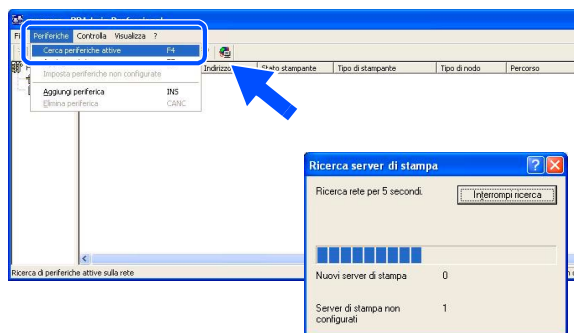 Periferiche Controlla Visualizza ?
Cerca periferiche attive F4
Imposta periferiche non configurate
Aggiungi periferica INS
Elimina periferica CANC
Indirizzo Stato stampante Tipo di stampante Tipo di nodo Percorso
Ricerca server di stampa
Ricerca rete per 5 secondi.
Interrompi ricerca
Nuovi server di stampa 0
Server di stampa non configurati 1
Ricerca di periferiche attive sulla rete